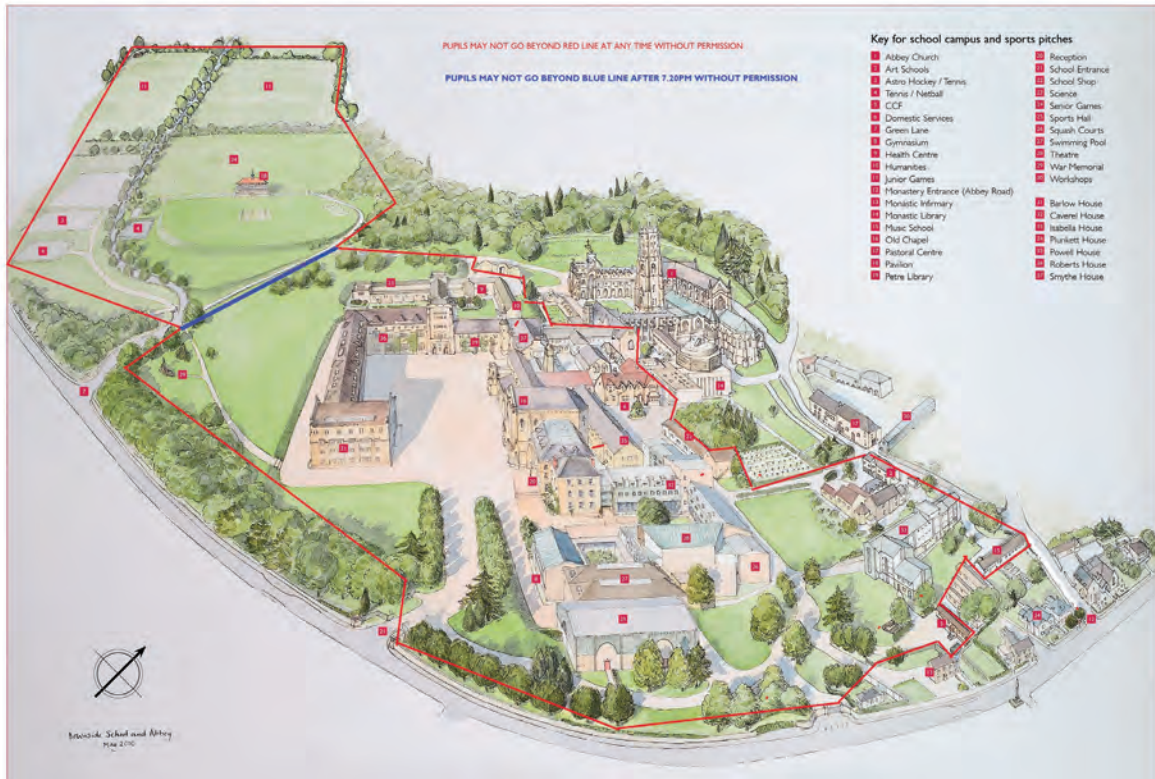 PUPILS MAY NOT GO BEYOND RED LINE AT ANY TIME WITHOUT PERMISSION
PUPILS MAY NOT GO BEYOND BLUE LINE AFTER 7.20PM WITHOUT PERMISSION
Key for school campus and sports pitches
1 Abbey Church
2 Art Schools
3 Astro Hockey / Tennis
4 Tennis / Netball
5 CCF
6 Domestic Services
7 Green Lane
8 Gymnasium
9 Health Centre
10 Humanities
11 Junior Games
12 Monastery Entrance (Abbey Road)
13 Monastic Infirmary
14 Monastic Library
15 Music School
16 Old Chapel
17 Pastoral Centre
18 Pavilion
19 Petre Library
20 Reception
21 School Entrance
22 School Shop
23 Science
24 Senior Games
25 Sports Hall
26 Squash Courts
27 Swimming Pool
28 Theatre
29 War Memorial
30 Workshops
31 Barlow House
32 Caverel House
33 Isabella House
34 Plunkett House
35 Powell House
36 Roberts House
37 Smythe House
Downside School and Abbey
May 2010